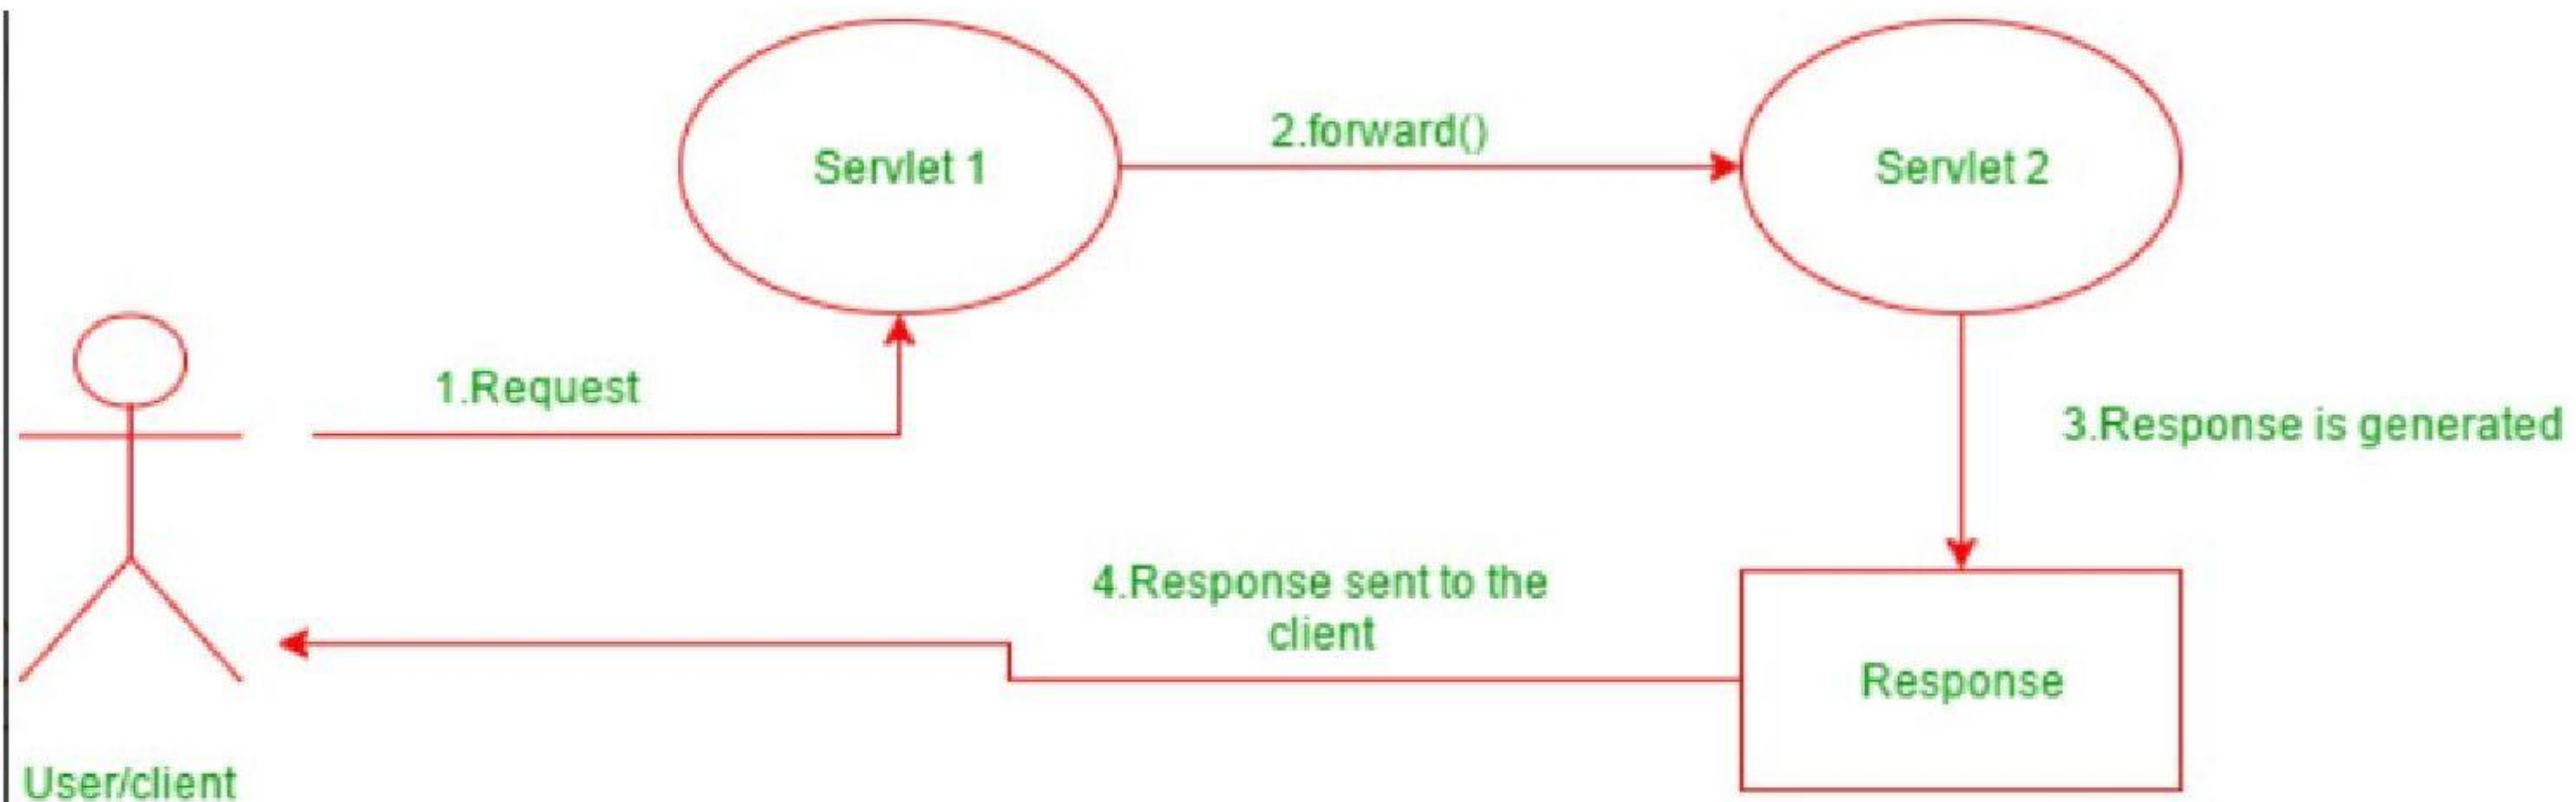 Servlet 1
2.forward()
Servlet 2
1.Request
3.Response is generated
4.Response sent to the
client
Response
User/client